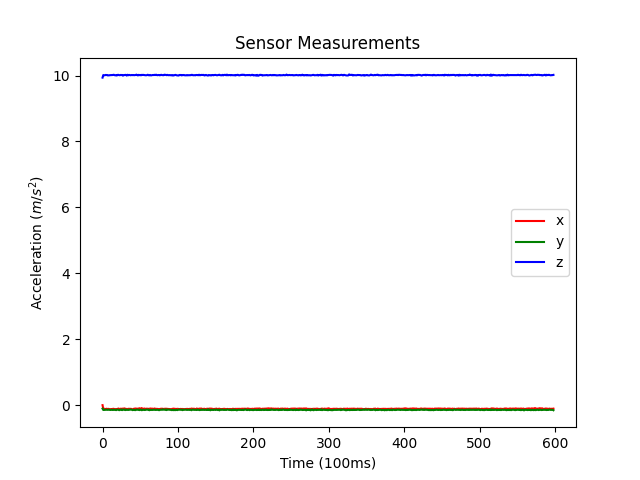 Sensor Measurements
10
8
6
4
2
0
Acceleration (m/s²)
x
y
z
0 100 200 300 400 500 600
Time (100ms)